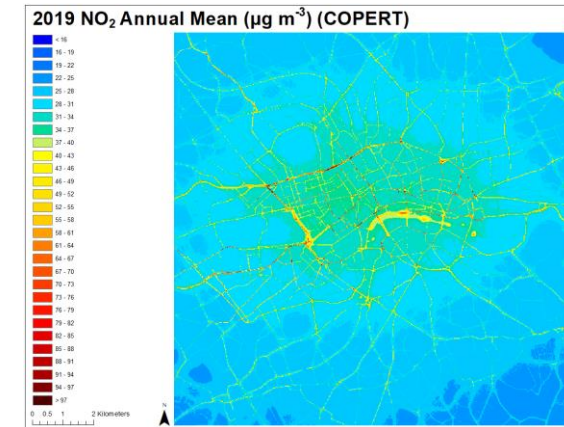 2019 NO₂ Annual Mean (µg m⁻³) (COPERT)
< 16
16 - 19
19 - 22
22 - 25
25 - 28
28 - 31
31 - 34
34 - 37
37 - 40
40 - 43
43 - 46
46 - 49
49 - 52
52 - 55
55 - 58
58 - 61
61 - 64
64 - 67
67 - 70
70 - 73
73 - 76
76 - 79
79 - 82
82 - 85
85 - 88
88 - 91
91 - 94
94 - 97
> 97
0 0.5 1 2 Kilometers
N